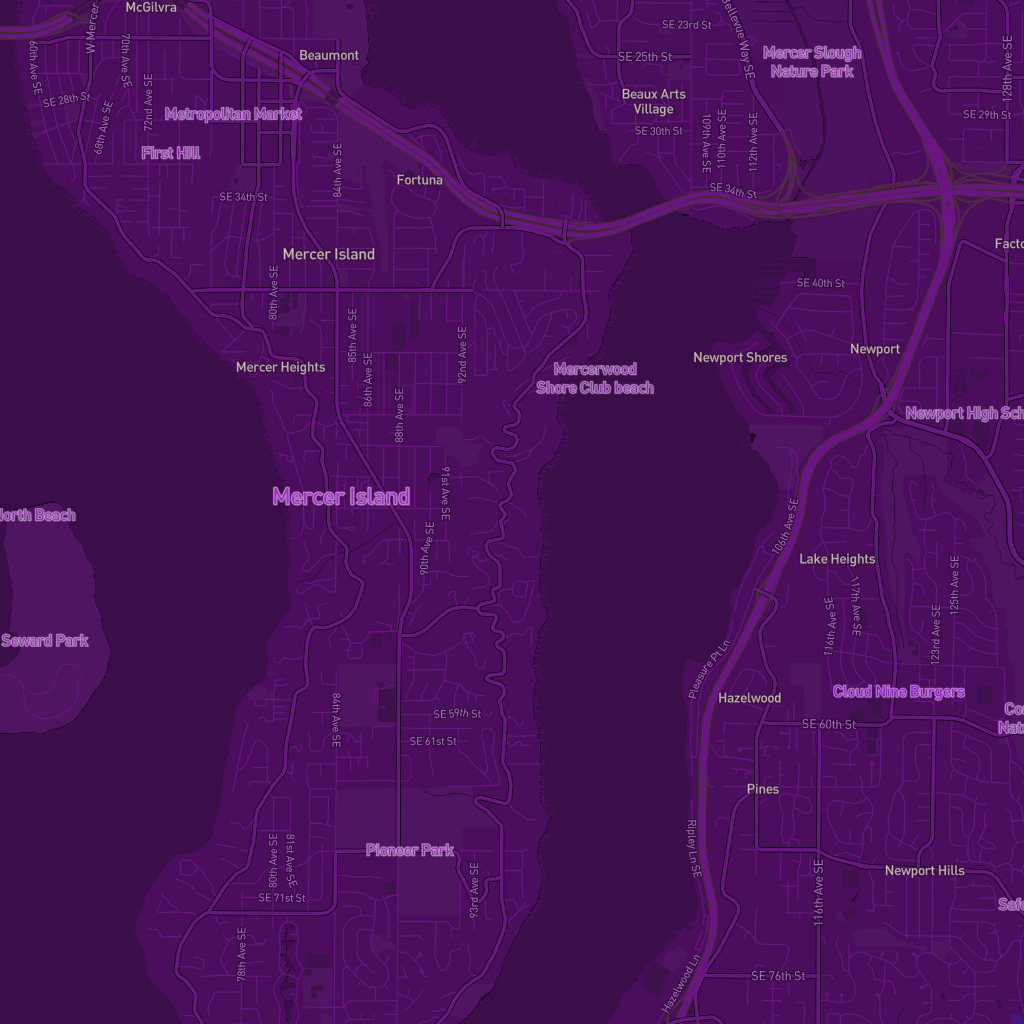 McGilvra
SE 23rd St
W Mercer
Bellevue Way SE
70th Ave SE
60th Ave SE
Beaumont
SE 25th St
Mercer Slough
Nature Park
128th Ave SE
SE 28th St
72nd Ave SE
68th Ave SE
Beaux Arts
Village
Metropolitan Market
SE 29th St
SE 30th St
109th Ave SE
110th Ave SE
112th Ave SE
First Hill
84th Ave SE
Fortuna
SE 34th St
SE 34th St
Mercer Island
Facto
80th Ave SE
SE 40th St
85th Ave SE
92nd Ave SE
Newport
Newport Shores
Mercer Heights
86th Ave SE
Mercerwood
Shore Club beach
88th Ave SE
Newport High Sch
91st Ave SE
Mercer Island
North Beach
106th Ave SE
90th Ave SE
Lake Heights
125th Ave SE
117th Ave SE
116th Ave SE
123rd Ave SE
Seward Park
Pleasure Pt Ln
Cloud Nine Burgers
Hazelwood
84th Ave SE
SE 59th St
SE 60th St
SE 61st St
Pines
Ripley Ln SE
Pioneer Park
80th Ave SE
81st Ave SE
93rd Ave SE
116th Ave SE
Newport Hills
SE 71st St
78th Ave SE
Hazelwood Ln
SE 76th St